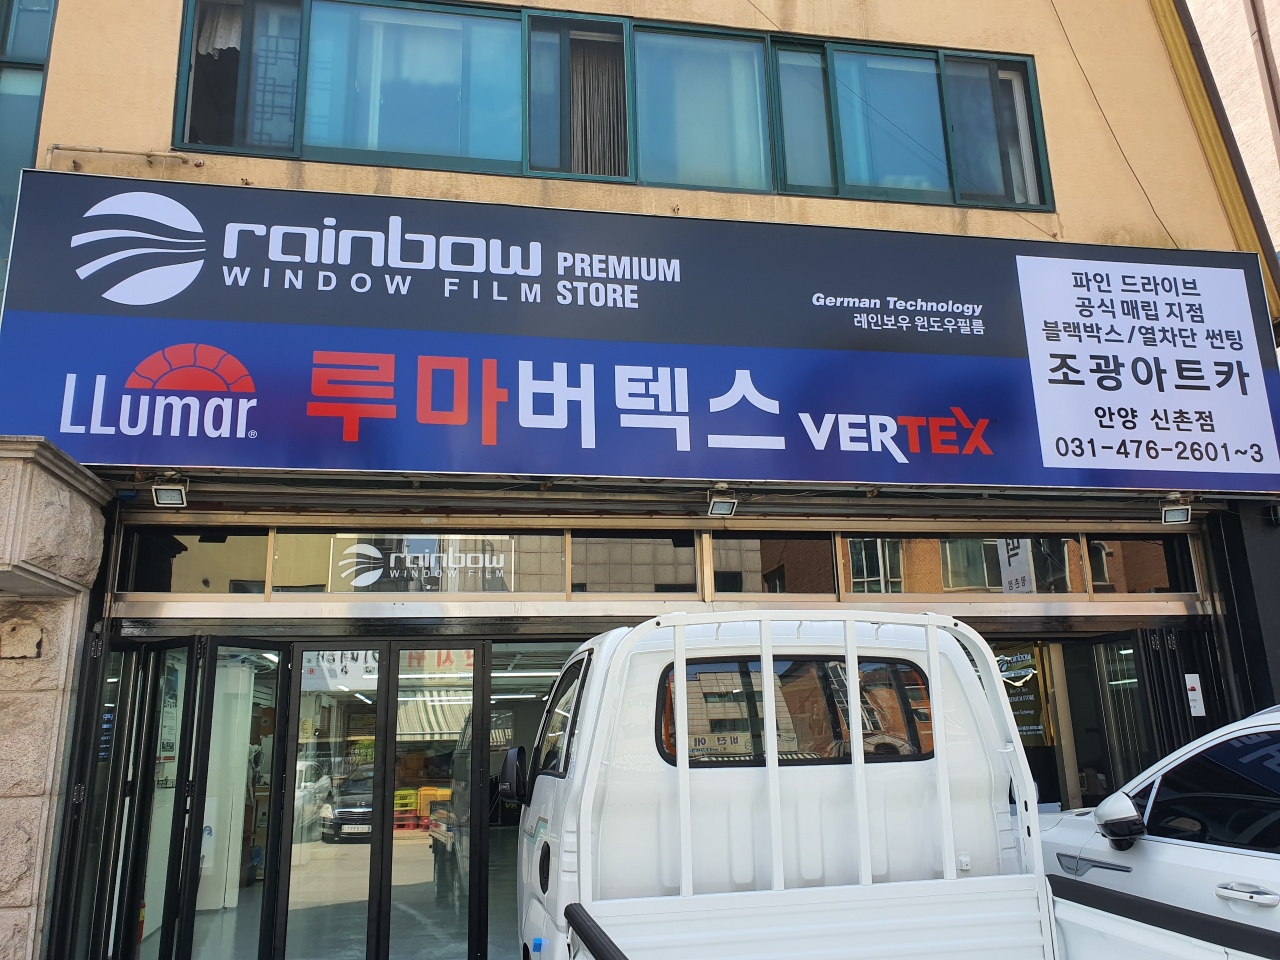 rainbow
WINDOW FILM
PREMIUM
STORE
German Technology
레인보우 윈도우필름
LLumar®
루마버텍스
VERTEX
파인 드라이브
공식 매립 지점
블랙박스/열차단 썬팅
조광아트카
안양 신촌점
031-476-2601~3
rainbow
WINDOW FILM